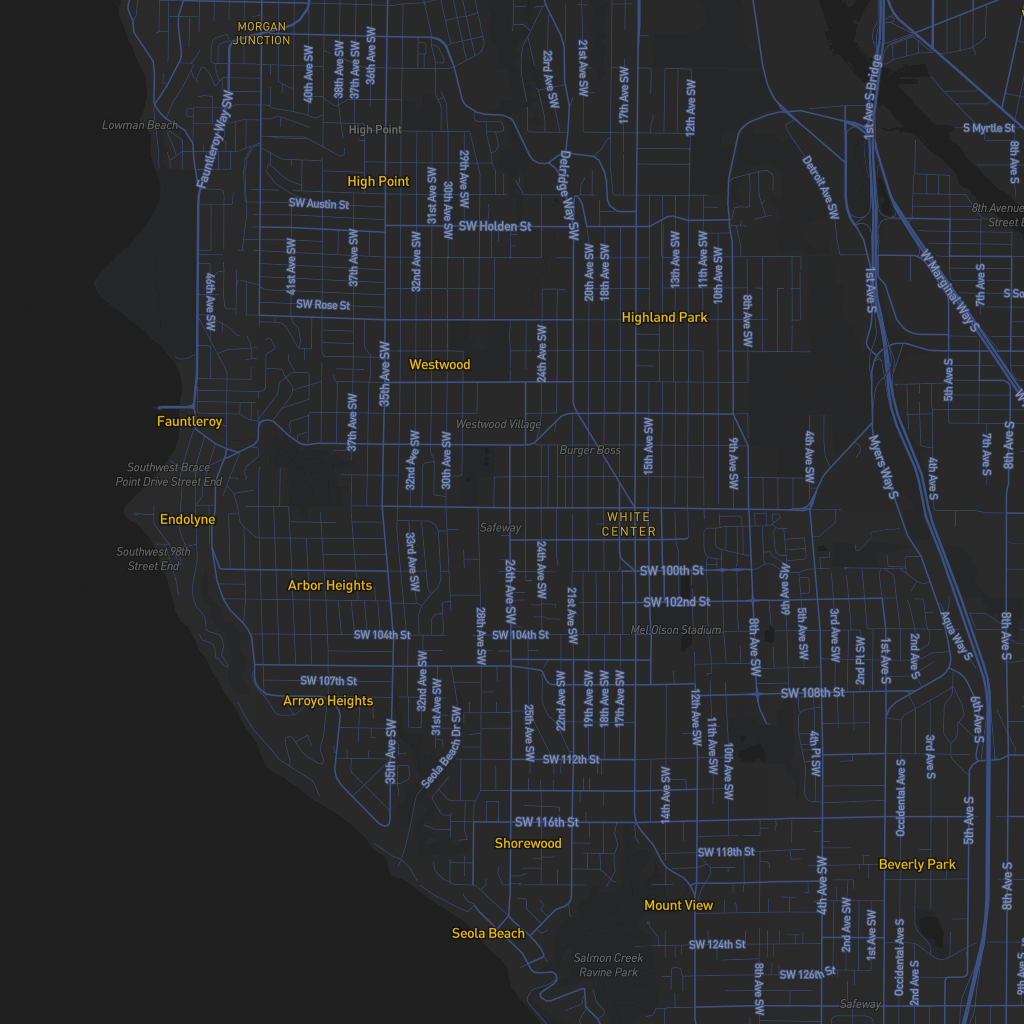 MORGAN
JUNCTION
40th Ave SW
38th Ave SW
37th Ave SW
36th Ave SW
23rd Ave SW
21st Ave SW
17th Ave SW
12th Ave SW
1st Ave S Bridge
Lowman Beach
Fauntleroy Way SW
High Point
S Myrtle St
8th Ave S
High Point
29th Ave SW
31st Ave SW
30th Ave SW
Delridge Way SW
Detroit Ave SW
SW Austin St
SW Holden St
8th Avenue
41st Ave SW
37th Ave SW
32nd Ave SW
20th Ave SW
18th Ave SW
13th Ave SW
11th Ave SW
10th Ave SW
W Marginal Way S
1st Ave S
7th Ave S
46th Ave SW
SW Rose St
Highland Park
8th Ave SW
24th Ave SW
35th Ave SW
Westwood
5th Ave S
Fauntleroy
37th Ave SW
Westwood Village
32nd Ave SW
30th Ave SW
Burger Boss
15th Ave SW
9th Ave SW
4th Ave SW
Myers Way S
4th Ave S
7th Ave S
8th Ave S
Southwest Brace
Point Drive Street End
Endolyne
Safeway
WHITE
CENTER
Southwest 98th
Street End
33rd Ave SW
24th Ave SW
26th Ave SW
SW 100th St
Arbor Heights
21st Ave SW
SW 102nd St
6th Ave SW
SW 104th St
28th Ave SW
SW 104th St
Mel Olson Stadium
8th Ave SW
5th Ave SW
3rd Ave SW
2nd Pl SW
1st Ave S
2nd Ave S
Aqua Way S
8th Ave S
SW 107th St
Arroyo Heights
32nd Ave SW
31st Ave SW
22nd Ave SW
19th Ave SW
18th Ave SW
17th Ave SW
SW 108th St
35th Ave SW
Seola Beach Dr SW
25th Ave SW
12th Ave SW
11th Ave SW
10th Ave SW
4th Pl SW
6th Ave S
3rd Ave S
SW 112th St
14th Ave SW
Occidental Ave S
5th Ave S
SW 116th St
Shorewood
SW 118th St
Beverly Park
4th Ave SW
8th Ave S
Mount View
Seola Beach
2nd Ave SW
1st Ave SW
Occidental Ave S
SW 124th St
Salmon Creek
Ravine Park
8th Ave SW
SW 126th St
2nd Ave S
9th Ave S
Safeway